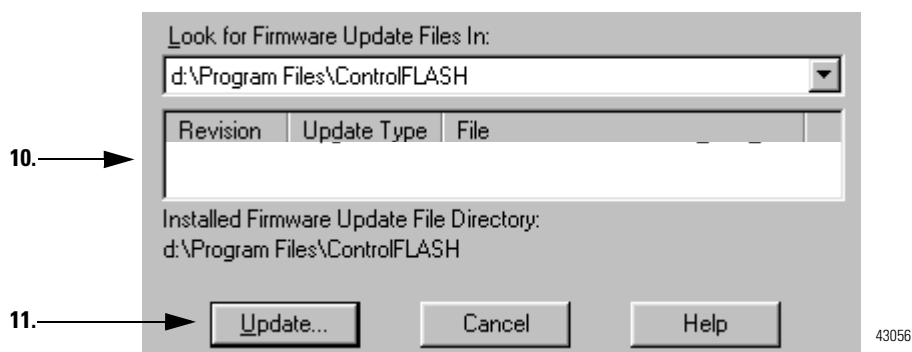 Look for Firmware Update Files In:
d:\Program Files\ControlFLASH
Revision Update Type File
10.
Installed Firmware Update File Directory:
d:\Program Files\ControlFLASH
11.
Update... Cancel Help
43056